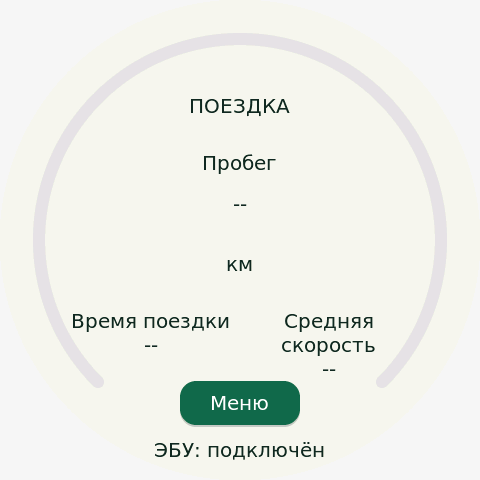 ПОЕЗДКА
Пробег
--
км
Время поездки
--
Средняя
скорость
--
Меню
ЭБУ: подключён